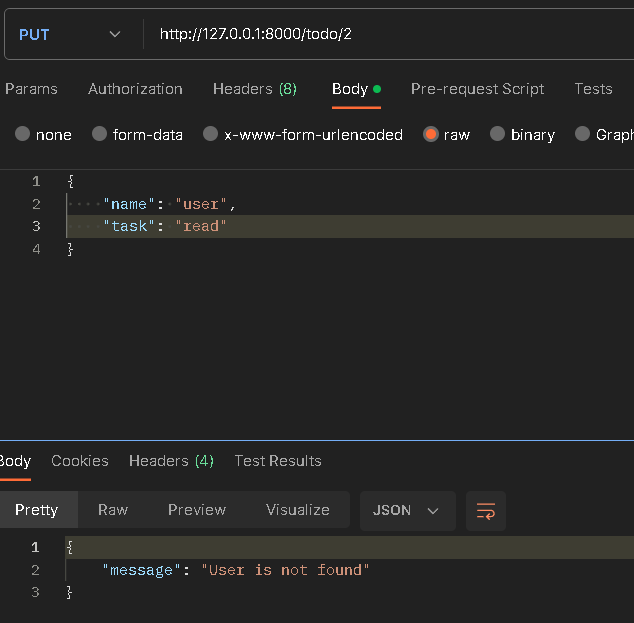 PUT http://127.0.0.1:8000/todo/2
Params Authorization Headers (8) Body Pre-request Script Tests
none form-data x-www-form-urlencoded raw binary Graph
1 {
2 "name": "user",
3 "task": "read"
4 }
Body Cookies Headers (4) Test Results
Pretty Raw Preview Visualize JSON
1 {
2 "message": "User is not found"
3 }